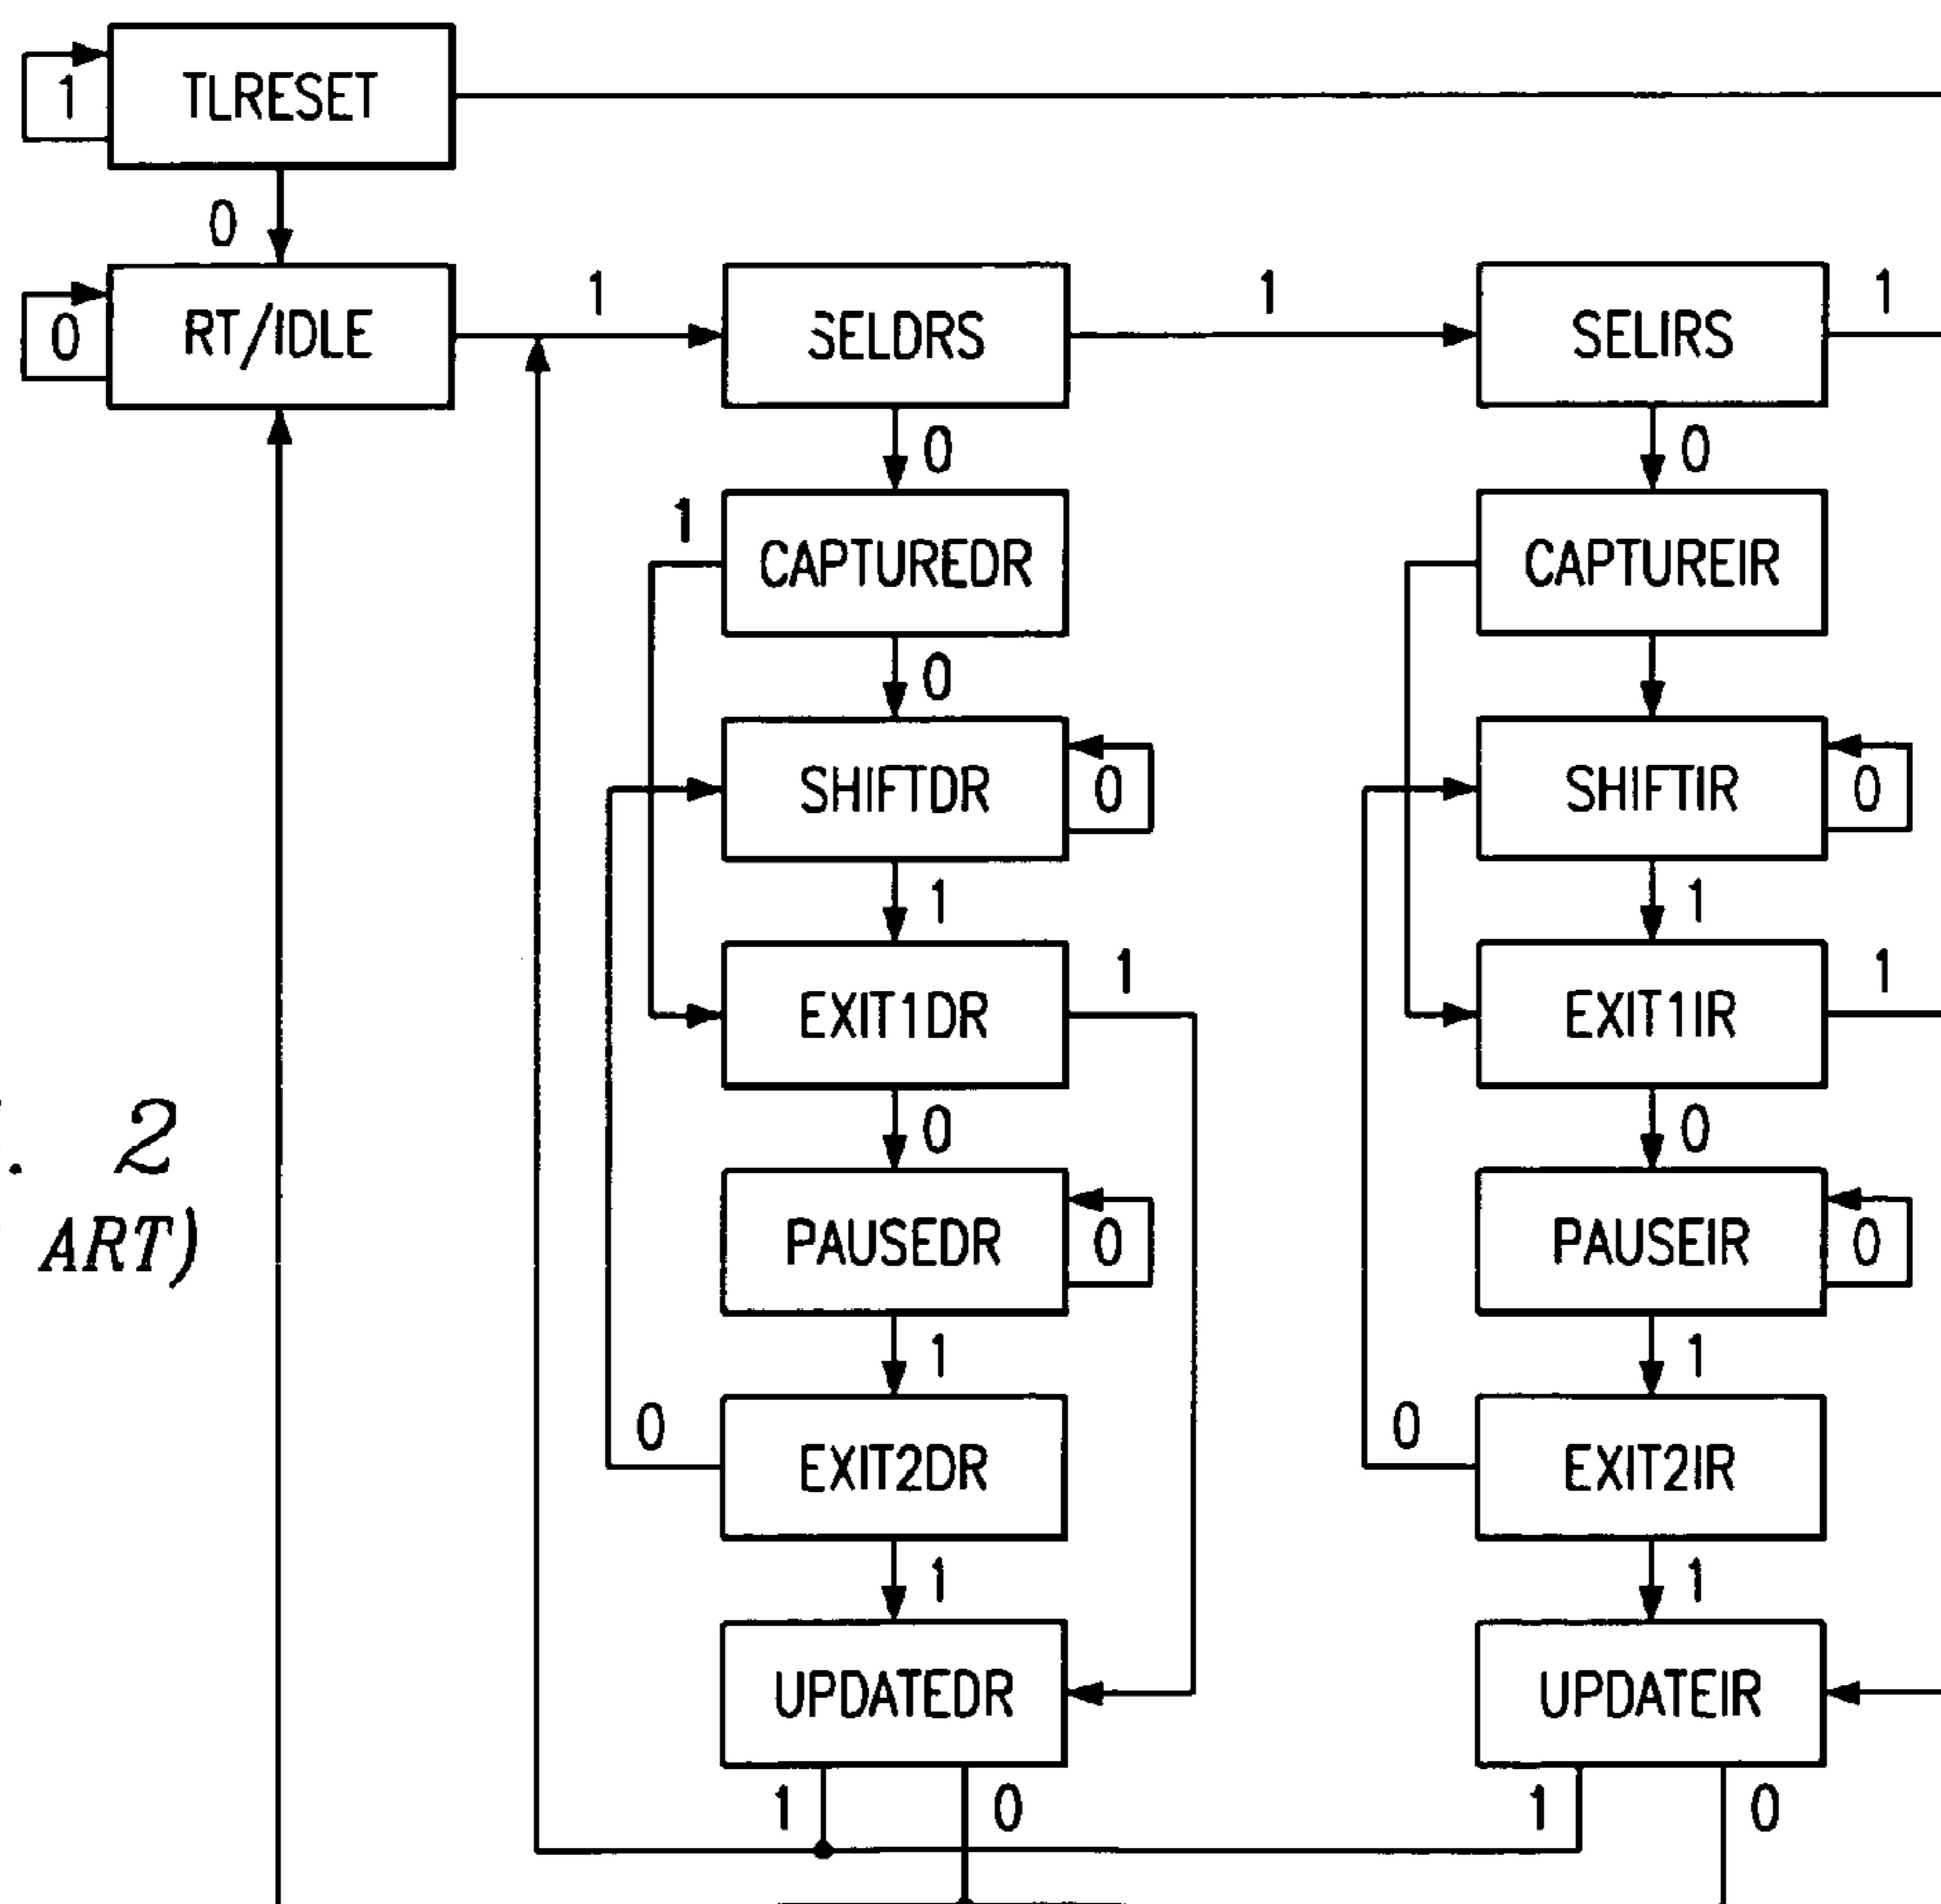 1
TLRESET
0
0
RT/IDLE
1
SELDRS
1
SELIRS
1
0
0
1
CAPTUREDR
CAPTUREIR
0
SHIFTDR
0
SHIFTIR
0
1
1
EXIT1DR
1
EXIT1IR
1
0
0
. 2
ART)
PAUSEDR
0
PAUSEIR
0
1
1
0
EXIT2DR
0
EXIT2IR
1
1
UPDATEDR
UPDATEIR
1
0
1
0